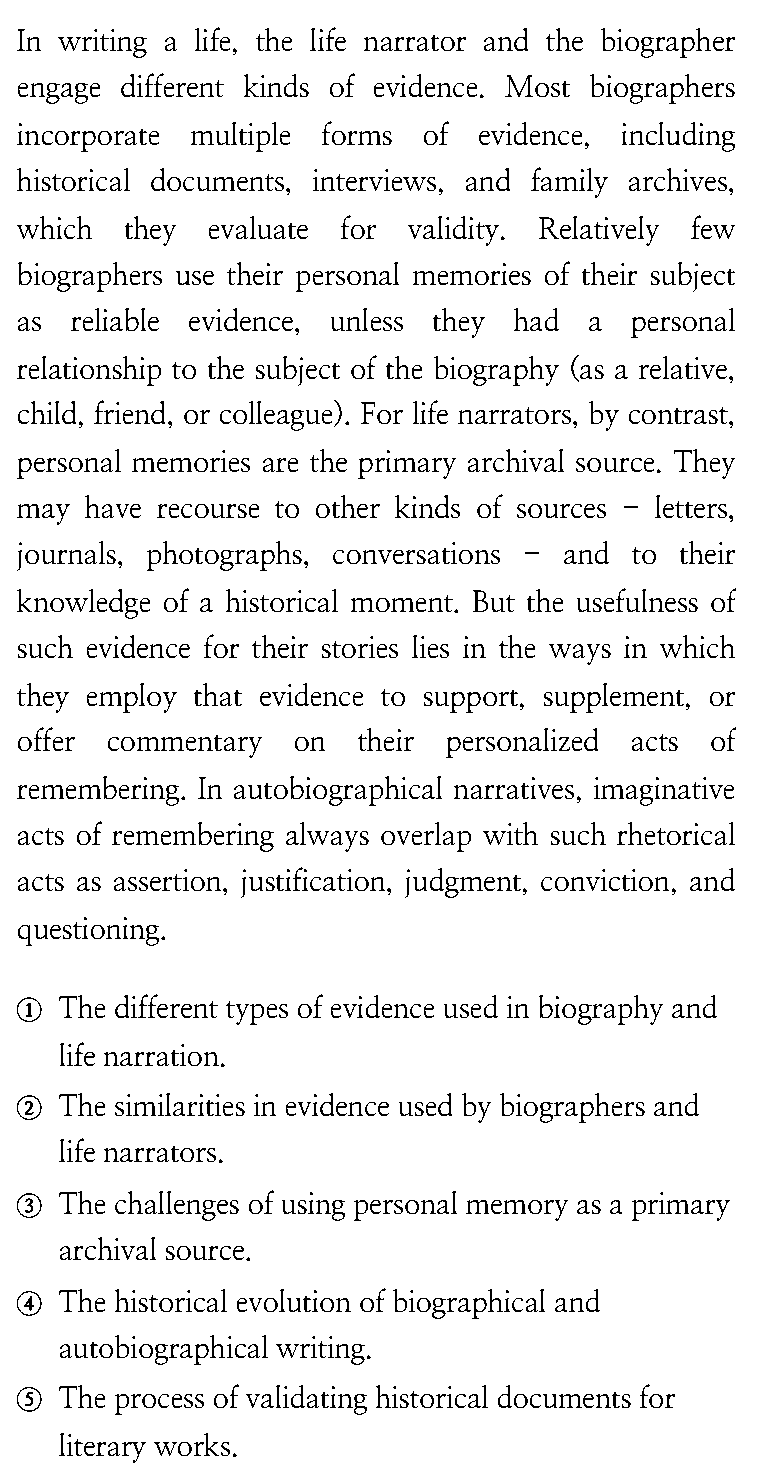 In writing a life, the life narrator and the biographer
engage different kinds of evidence. Most biographers
incorporate multiple forms of evidence, including
historical documents, interviews, and family archives,
which they evaluate for validity. Relatively few
biographers use their personal memories of their subject
as reliable evidence, unless they had a personal
relationship to the subject of the biography (as a relative,
child, friend, or colleague). For life narrators, by contrast,
personal memories are the primary archival source. They
may have recourse to other kinds of sources - letters,
journals, photographs, conversations - and to their
knowledge of a historical moment. But the usefulness of
such evidence for their stories lies in the ways in which
they employ that evidence to support, supplement, or
offer commentary on their personalized acts of
remembering. In autobiographical narratives, imaginative
acts of remembering always overlap with such rhetorical
acts as assertion, justification, judgment, conviction, and
questioning.
① The different types of evidence used in biography and
life narration.
② The similarities in evidence used by biographers and
life narrators.
③ The challenges of using personal memory as a primary
archival source.
④ The historical evolution of biographical and
autobiographical writing.
⑤ The process of validating historical documents for
literary works.